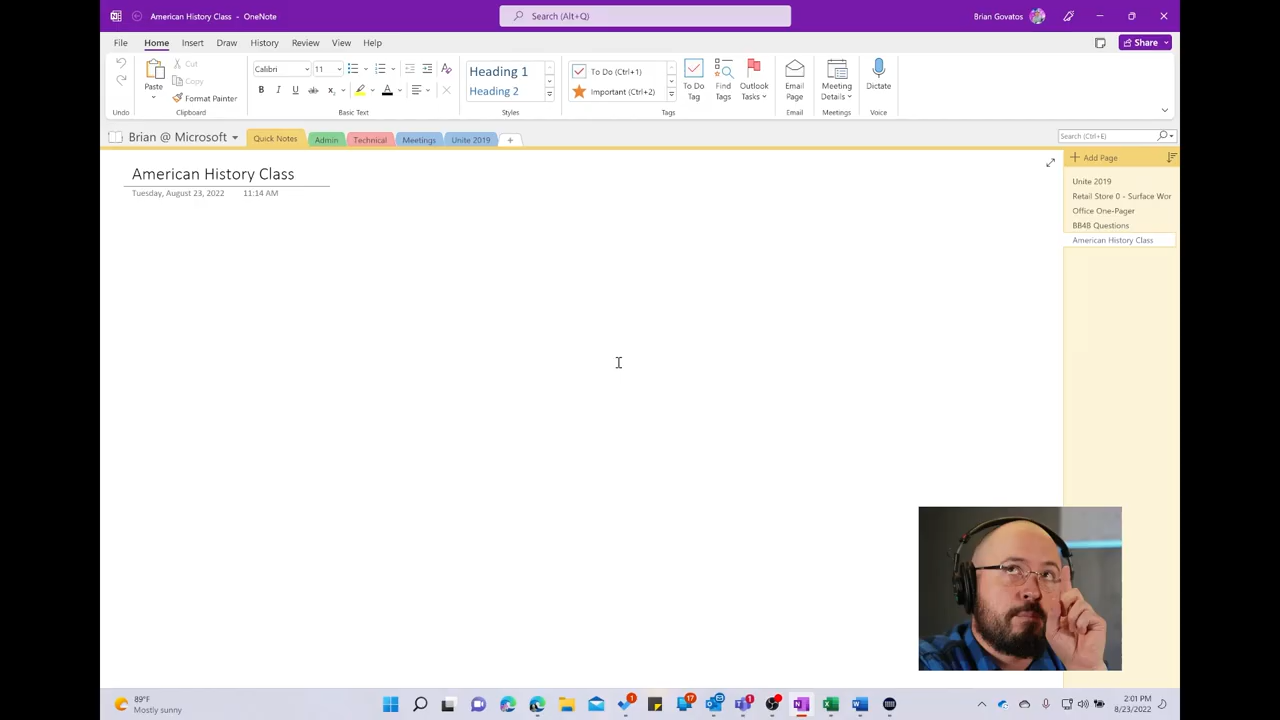 American History Class - OneNote
Search (Alt+Q)
Brian Govatos
File Home Insert Draw History Review View Help
Share
Paste
Cut
Copy
Format Painter
Clipboard
Undo
Calibri 11
B I U ab x
Basic Text
Heading 1
Heading 2
Styles
To Do (Ctrl+1)
Important (Ctrl+2)
To Do Tag
Find Tags
Outlook Tasks
Tags
Email Page
Email
Meeting Details
Meetings
Dictate
Voice
Brian @ Microsoft
Quick Notes Admin Technical Meetings Unite 2019
Search (Ctrl+E)
American History Class
Tuesday, August 23, 2022 11:14 AM
Add Page
Unite 2019
Retail Store 0 - Surface Wor
Office One-Pager
BB4B Questions
American History Class
89°F
Mostly sunny
1
17
1
2:01 PM
8/23/2022